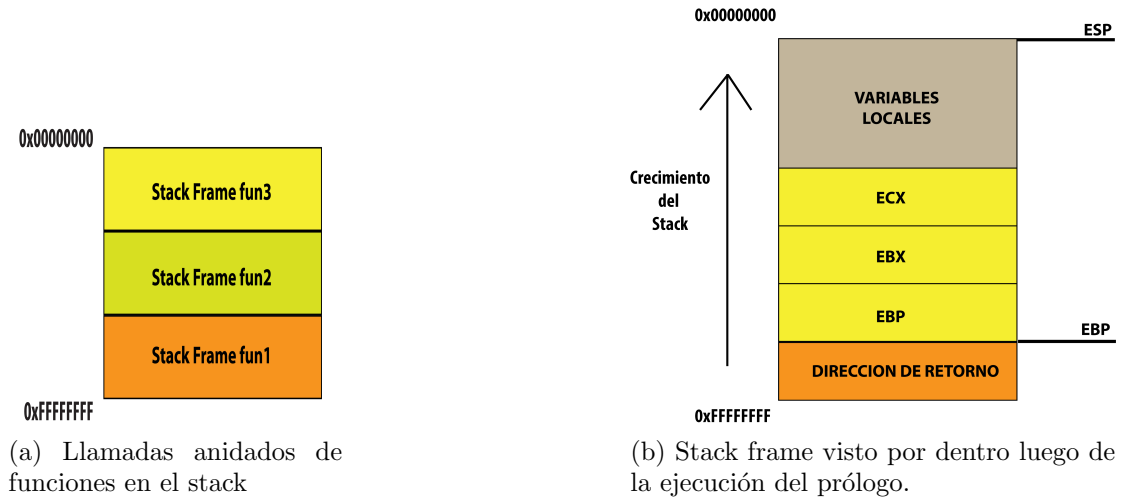 0x00000000
Stack Frame fun3
Stack Frame fun2
Stack Frame fun1
0xFFFFFFFF
(a) Llamadas anidados de
funciones en el stack
0x00000000
ESP
VARIABLES
LOCALES
Crecimiento
del
Stack
ECX
EBX
EBP
EBP
DIRECCION DE RETORNO
0xFFFFFFFF
(b) Stack frame visto por dentro luego de
la ejecución del prólogo.